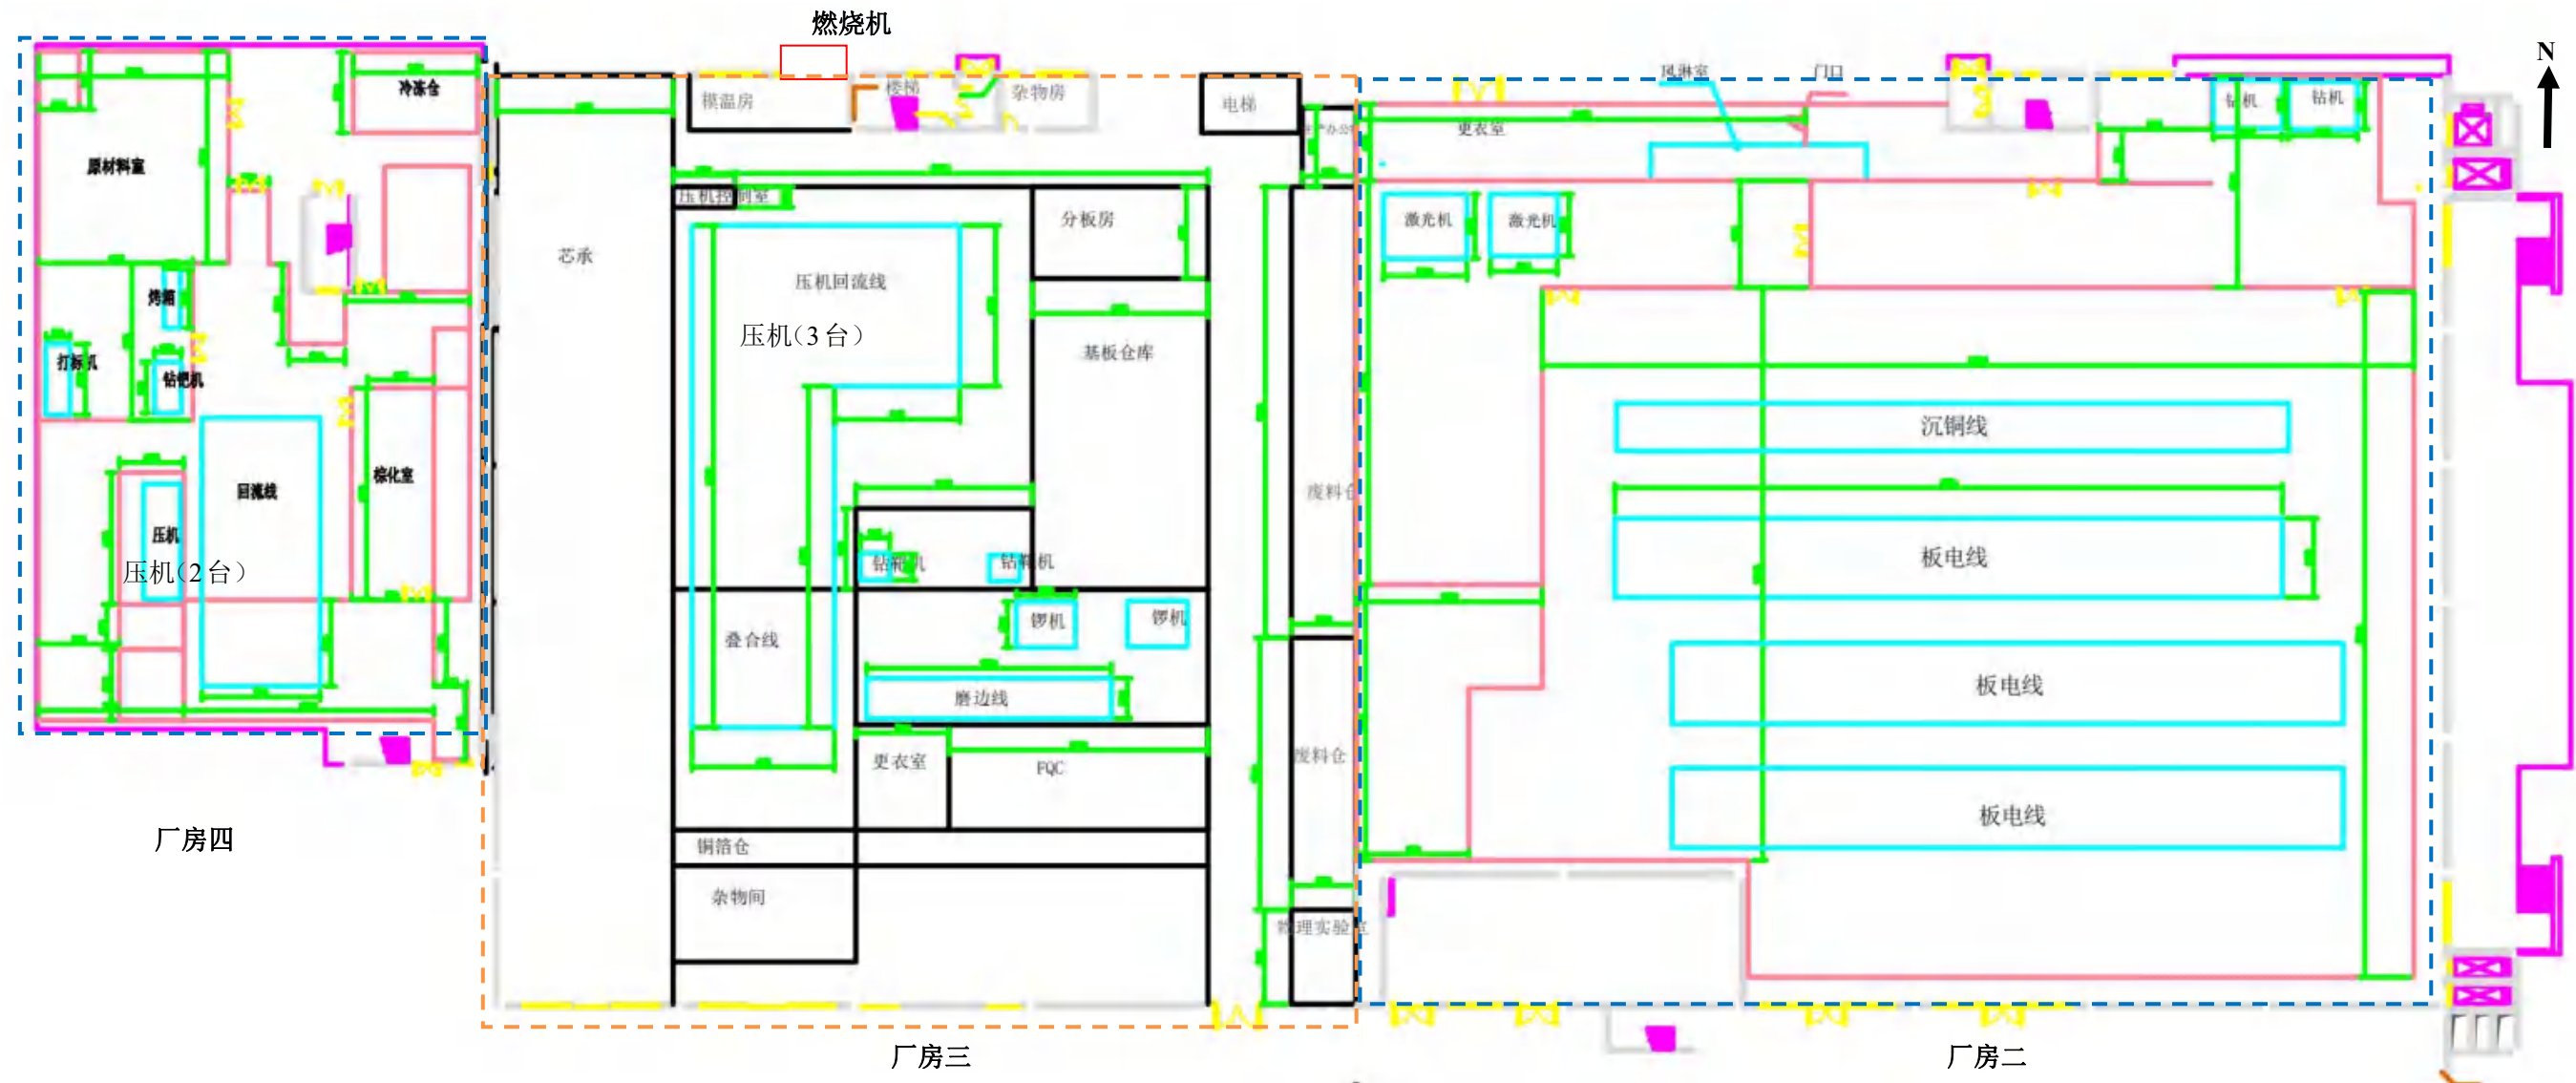 燃烧机
N
冷冻仓
模温房
楼梯
杂物房
电梯
风淋室
门口
钻机
钻机
更衣室
原材料室
压机控制室
分板房
激光机
激光机
芯承
压机回流线
烤箱
压机（3台）
基板仓库
打标机
钻靶机
沉铜线
棕化室
回流线
废料仓
压机
压机（2台）
钻靶机
钻靶机
板电线
锣机
锣机
叠合线
磨边线
板电线
更衣室
FQC
废料仓
板电线
厂房四
铜箔仓
杂物间
物理实验室
厂房三
厂房二